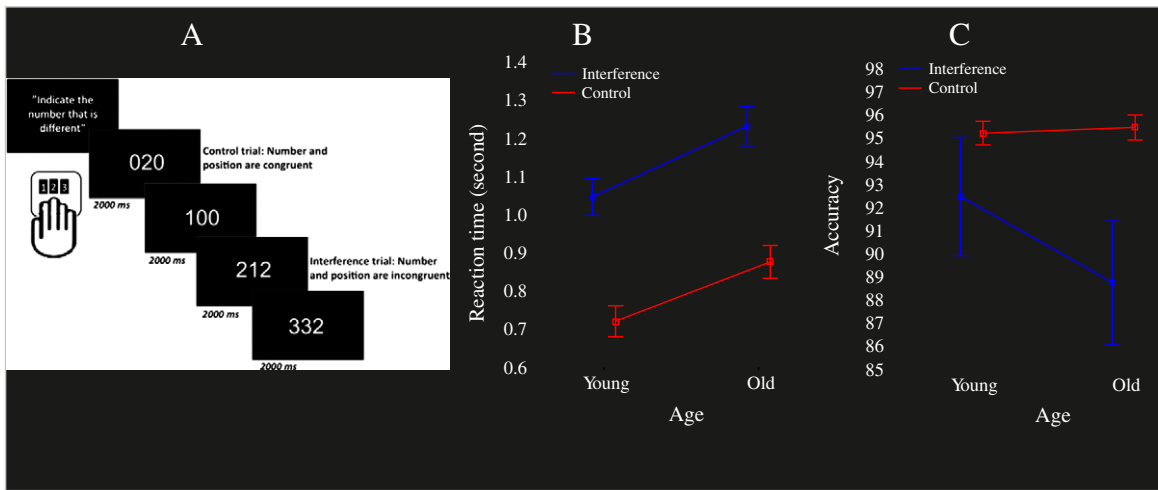 A
"Indicate the
number that is
different"
020
Control trial: Number and
position are congruent
1 2 3
2000 ms
100
2000 ms
212
Interference trial: Number
and position are incongruent
2000 ms
332
2000 ms
B
Interference
Control
Reaction time (second)
1.4
1.3
1.2
1.1
1.0
0.9
0.8
0.7
0.6
Young
Old
Age
C
Interference
Control
Accuracy
98
97
96
95
94
93
92
91
90
89
88
87
86
85
Young
Old
Age